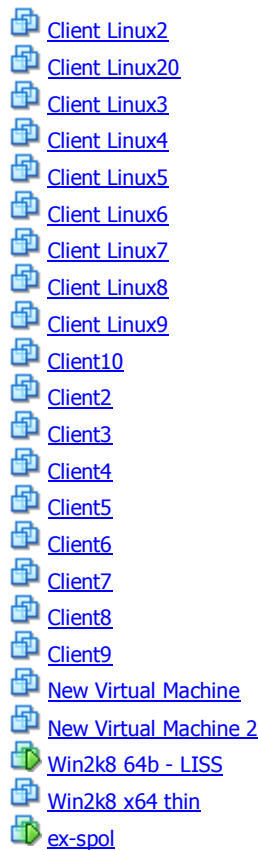 Client Linux2
Client Linux20
Client Linux3
Client Linux4
Client Linux5
Client Linux6
Client Linux7
Client Linux8
Client Linux9
Client10
Client2
Client3
Client4
Client5
Client6
Client7
Client8
Client9
New Virtual Machine
New Virtual Machine 2
Win2k8 64b - LISS
Win2k8 x64 thin
ex-spol